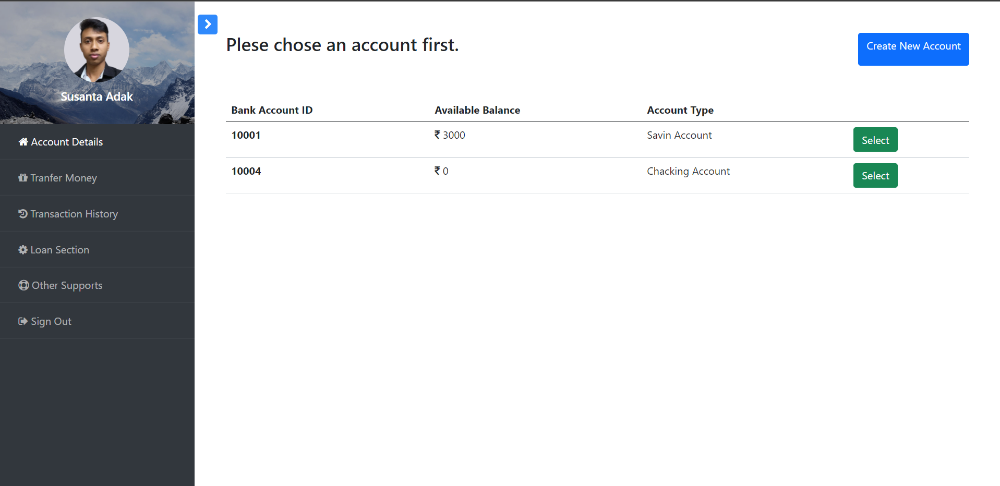 Susanta Adak
Account Details
Tranfer Money
Transaction History
Loan Section
Other Supports
Sign Out
Plese chose an account first.
Create New Account
Bank Account ID Available Balance Account Type
10001 ₹ 3000 Savin Account Select
10004 ₹ 0 Chacking Account Select